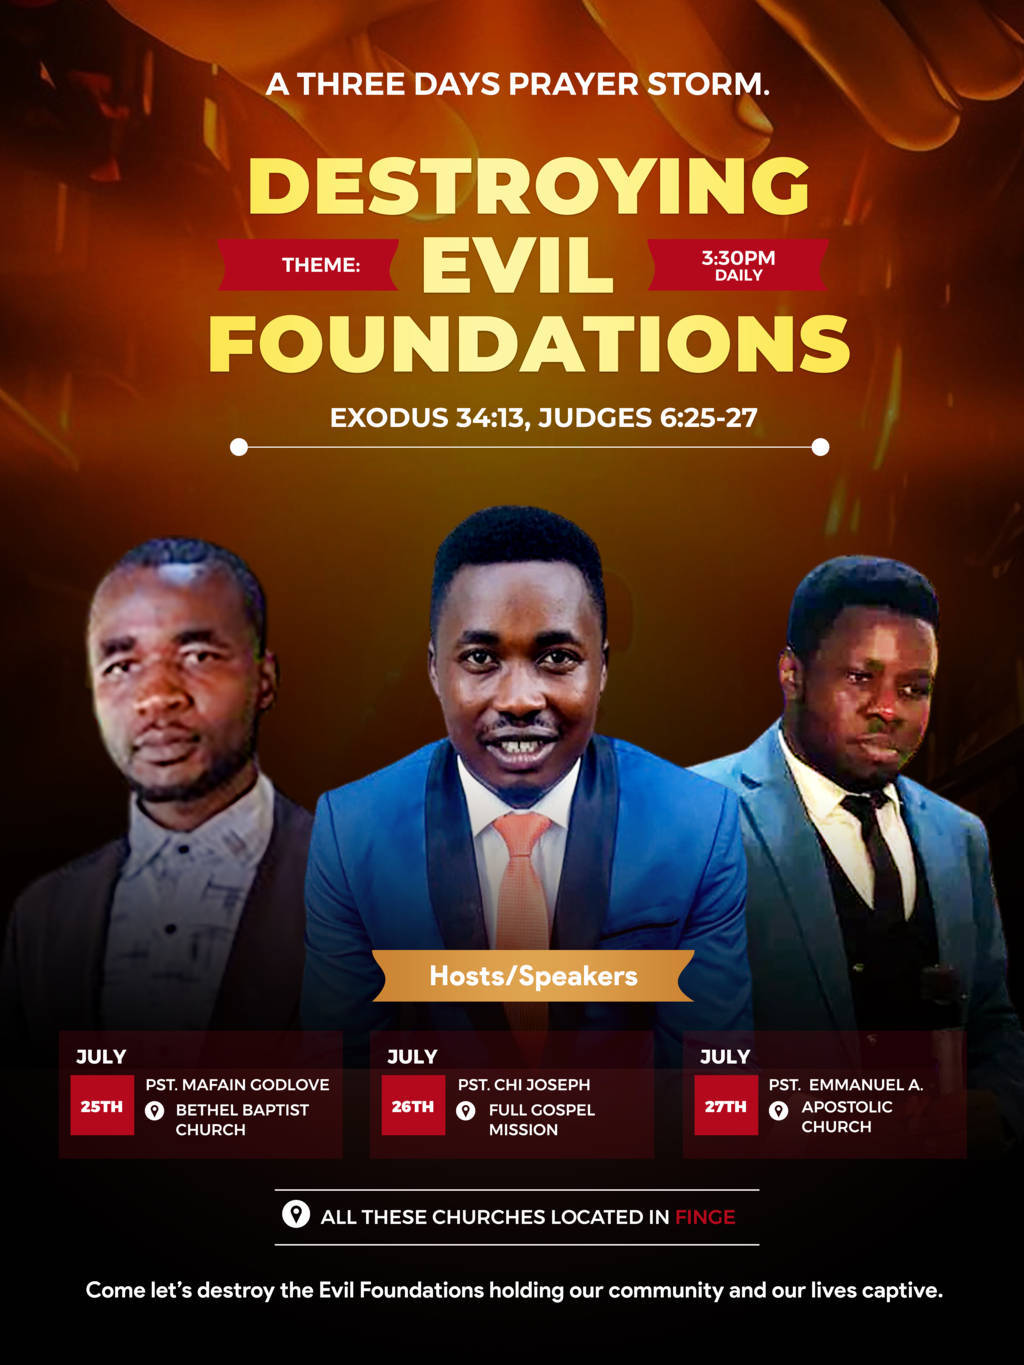 A THREE DAYS PRAYER STORM.
DESTROYING
THEME:
EVIL
3:30PM
DAILY
FOUNDATIONS
EXODUS 34:13, JUDGES 6:25-27
Hosts/Speakers
JULY
25TH
PST. MAFAIN GODLOVE
BETHEL BAPTIST
CHURCH
JULY
26TH
PST. CHI JOSEPH
FULL GOSPEL
MISSION
JULY
27TH
PST. EMMANUEL A.
APOSTOLIC
CHURCH
ALL THESE CHURCHES LOCATED IN FINGE
Come let's destroy the Evil Foundations holding our community and our lives captive.